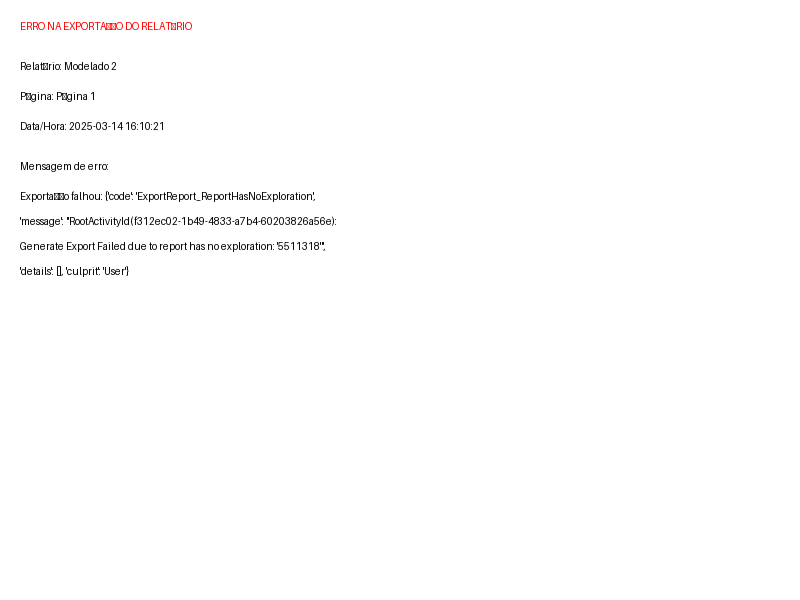 ERRO NA EXPORTA▯▯O DO RELAT▯RIO
Relat▯rio: Modelado 2
P▯gina: P▯gina 1
Data/Hora: 2025-03-14 16:10:21
Mensagem de erro:
Exporta▯▯o falhou: {'code': 'ExportReport_ReportHasNoExploration',
'message': "RootActivityId(f312ec02-1b49-4833-a7b4-60203826a56e):
Generate Export Failed due to report has no exploration: '5511318'",
'details': [], 'culprit': 'User'}